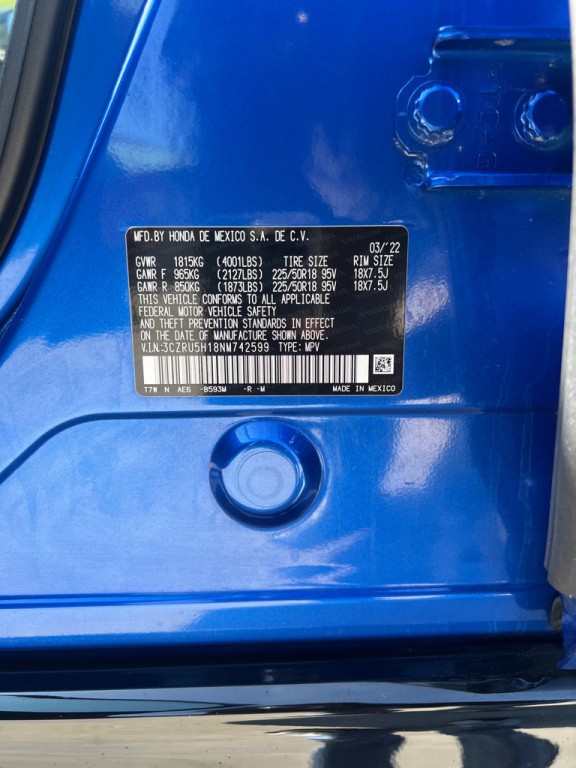 MFD.BY HONDA DE MEXICO S.A. DE C.V.
03/'22
GVWR 1815KG (4001LBS) TIRE SIZE RIM SIZE
GAWR F 965KG (2127LBS) 225/50R18 95V 18X7.5J
GAWR R 850KG (1873LBS) 225/50R18 95V 18X7.5J
THIS VEHICLE CONFORMS TO ALL APPLICABLE
FEDERAL MOTOR VEHICLE SAFETY
AND THEFT PREVENTION STANDARDS IN EFFECT
ON THE DATE OF MANUFACTURE SHOWN ABOVE.
V.I.N:3CZRU5H18NM742599 TYPE: MPV
T7W N AE6 -B593M -R -M MADE IN MEXICO